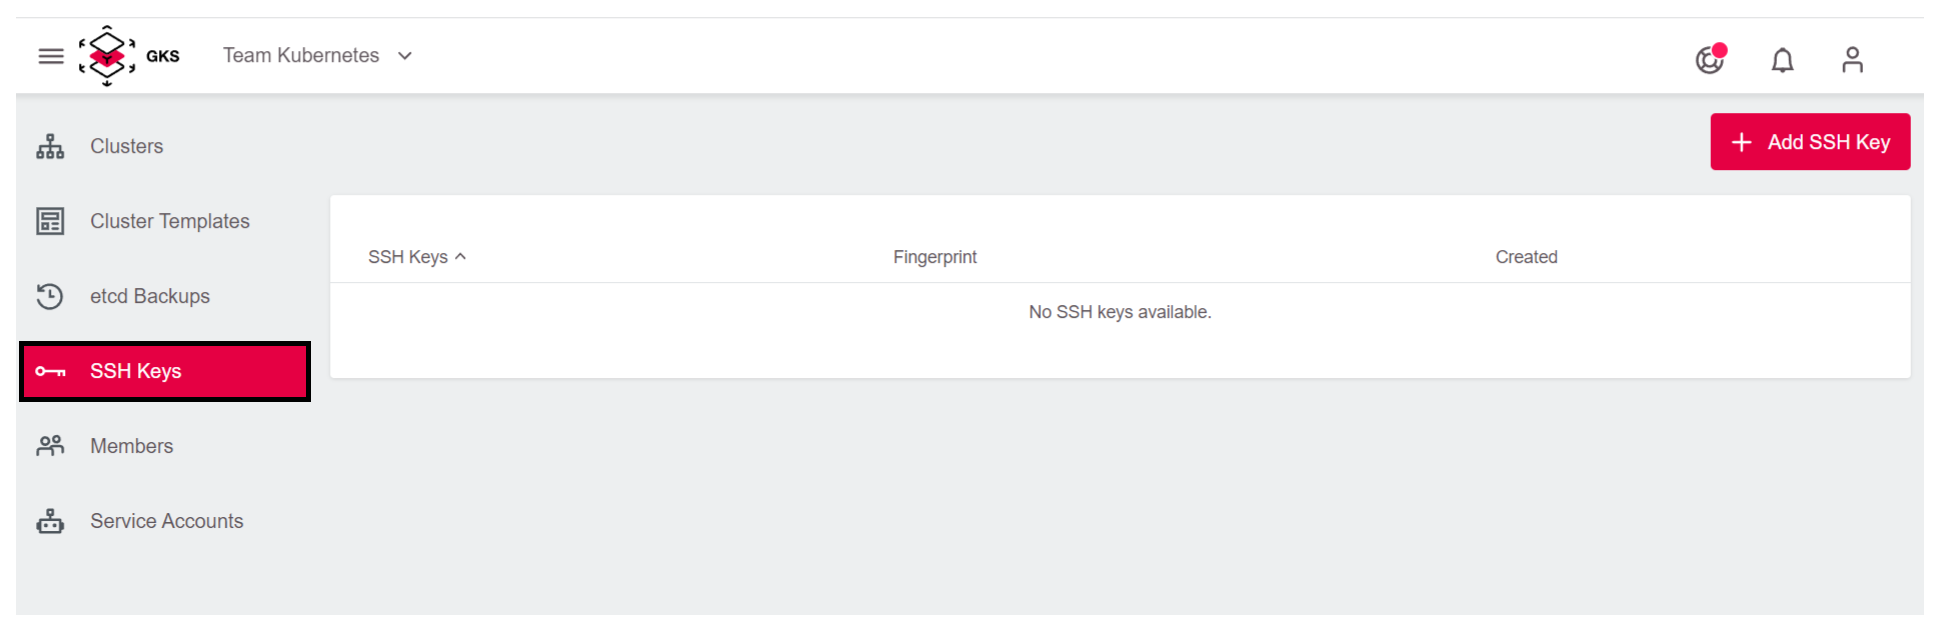 GKS Team Kubernetes
Clusters
Cluster Templates
etcd Backups
SSH Keys
Members
Service Accounts
Add SSH Key
SSH Keys Fingerprint Created
No SSH keys available.